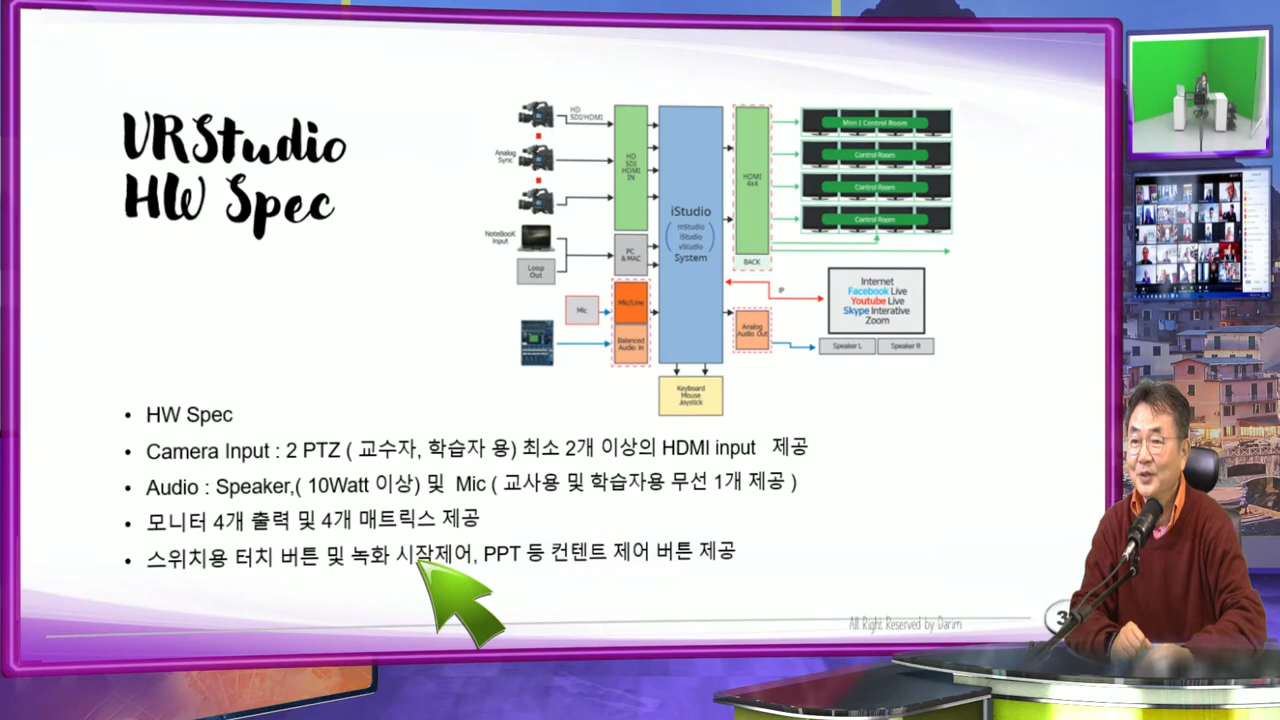 VRStudio
HW Spec
HD
SDI/HDMI
Analog
Sync
NoteBooK
Input
Loop
Out
HD
SDI
HDMI
IN
PC
& MAC
Mic
Mic/Line
Balanced
Audio In
iStudio
mStudio
iStudio
vStudio
System
Keyboard
Mouse
Joystick
HDMI
4x4
BACK
Analog
Audio Out
IP
Mon I Control Room
Control Room
Control Room
Control Room
Internet
Facebook Live
Youtube Live
Skype Interative
Zoom
Speaker L
Speaker R
• HW Spec
• Camera Input : 2 PTZ ( 교수자, 학습자 용) 최소 2개 이상의 HDMI input 제공
• Audio : Speaker,( 10Watt 이상) 및 Mic ( 교사용 및 학습자용 무선 1개 제공 )
• 모니터 4개 출력 및 4개 매트릭스 제공
• 스위치용 터치 버튼 및 녹화 시작제어, PPT 등 컨텐트 제어 버튼 제공
All Right Reserved by Darim
3